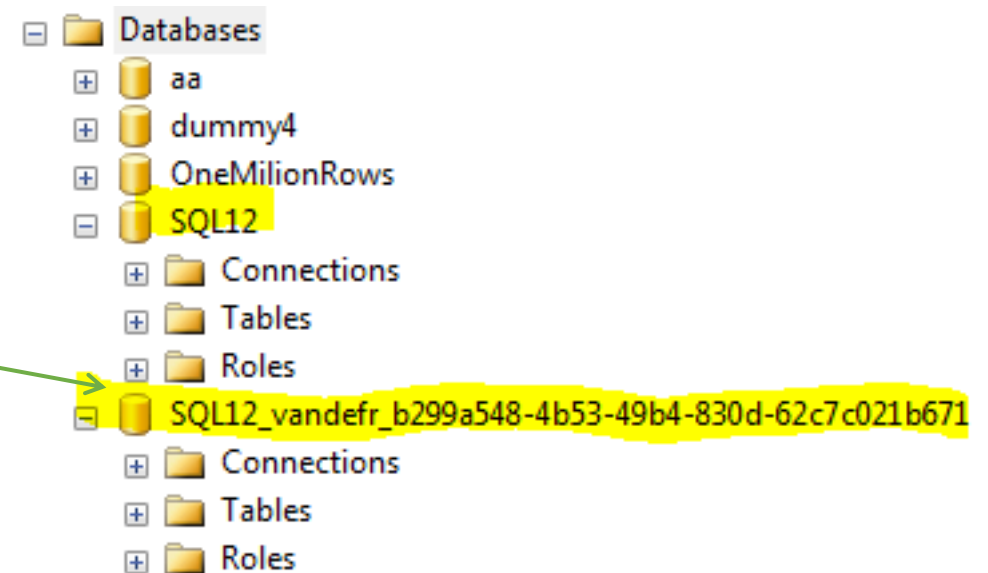 Databases
aa
dummy4
OneMilionRows
SQL12
Connections
Tables
Roles
SQL12_vandefr_b299a548-4b53-49b4-830d-62c7c021b671
Connections
Tables
Roles